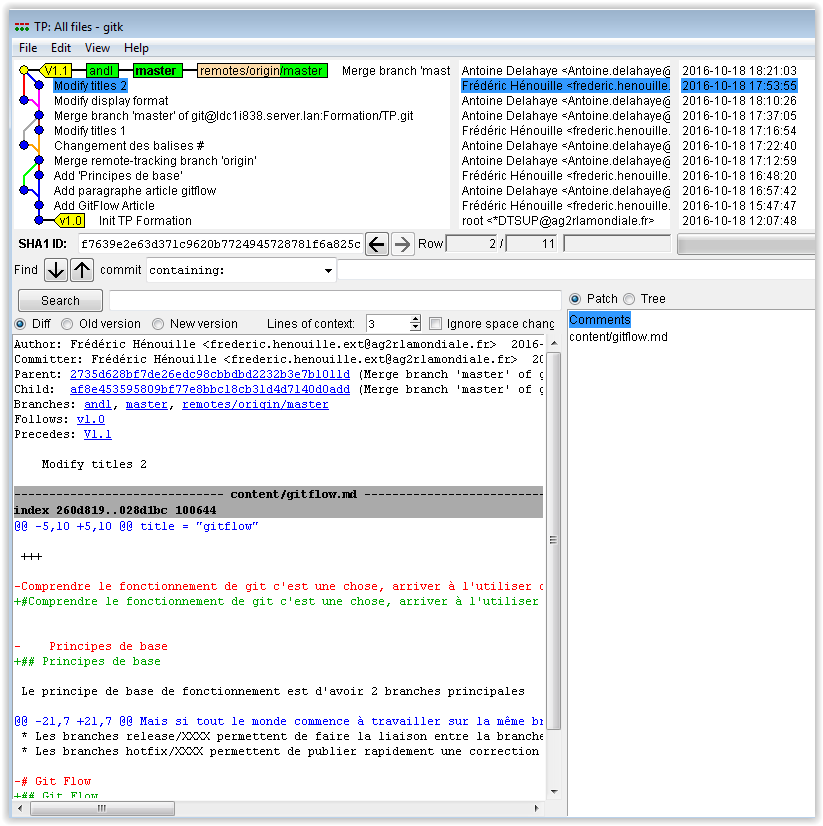 TP: All files - gitk
File Edit View Help
V1.1 andl master remotes/origin/master Merge branch 'mast Antoine Delahaye <Antoine.delahaye@ 2016-10-18 18:21:03
Modify titles 2 Frédéric Hénouille <frederic.henouille. 2016-10-18 17:53:55
Modify display format Antoine Delahaye <Antoine.delahaye@ 2016-10-18 18:10:26
Merge branch 'master' of git@ldc1i838.server.lan:Formation/TP.git Antoine Delahaye <Antoine.delahaye@ 2016-10-18 17:37:05
Modify titles 1 Frédéric Hénouille <frederic.henouille. 2016-10-18 17:16:54
Changement des balises # Antoine Delahaye <Antoine.delahaye@ 2016-10-18 17:22:40
Merge remote-tracking branch 'origin' Antoine Delahaye <Antoine.delahaye@ 2016-10-18 17:12:59
Add 'Principes de base' Frédéric Hénouille <frederic.henouille. 2016-10-18 16:48:20
Add paragraphe article gitflow Antoine Delahaye <Antoine.delahaye@ 2016-10-18 16:57:42
Add GitFlow Article Frédéric Hénouille <frederic.henouille. 2016-10-18 15:47:47
v1.0 Init TP Formation root <*DTSUP@ag2rlamondiale.fr> 2016-10-18 12:07:48
SHA1 ID: f7639e2e63d371c9620b7724945728781f6a825c Row 2 / 11
Find commit containing:
Search
Diff Old version New version Lines of context: 3 Ignore space chang
Patch Tree
Comments
content/gitflow.md
Author: Frédéric Hénouille <frederic.henouille.ext@ag2rlamondiale.fr> 2016-
Committer: Frédéric Hénouille <frederic.henouille.ext@ag2rlamondiale.fr> 20
Parent: 2735d628bf7de26edc98cbbdbd2232b3e7b1011d (Merge branch 'master' of g
Child: af8e453595809bf77e8bbc18cb31d4d7140d0add (Merge branch 'master' of g
Branches: andl, master, remotes/origin/master
Follows: v1.0
Precedes: V1.1
Modify titles 2
---------------------------- content/gitflow.md ----------------------------
index 260d819..028d1bc 100644
@@ -5,10 +5,10 @@ title = "gitflow"
+++
-Comprendre le fonctionnement de git c'est une chose, arriver à l'utiliser
+#Comprendre le fonctionnement de git c'est une chose, arriver à l'utiliser
- Principes de base
+## Principes de base
Le principe de base de fonctionnement est d'avoir 2 branches principales
@@ -21,7 +21,7 @@ Mais si tout le monde commence à travailler sur la même br
* Les branches release/XXXX permettent de faire la liaison entre la branche
* Les branches hotfix/XXXX permettent de publier rapidement une correction
-# Git Flow
+## Git Flow